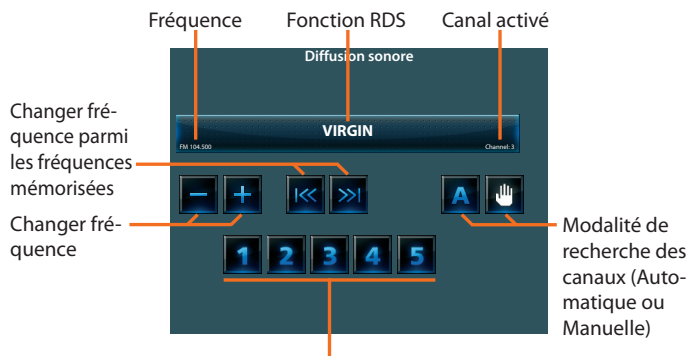 Fréquence
Fonction RDS
Canal activé
Diffusion sonore
VIRGIN
FM 104.500
Channel: 3
Changer fré-
quence parmi
les fréquences
mémorisées
Changer fré-
quence
A
1 2 3 4 5
Modalité de
recherche des
canaux (Auto-
matique ou
Manuelle)